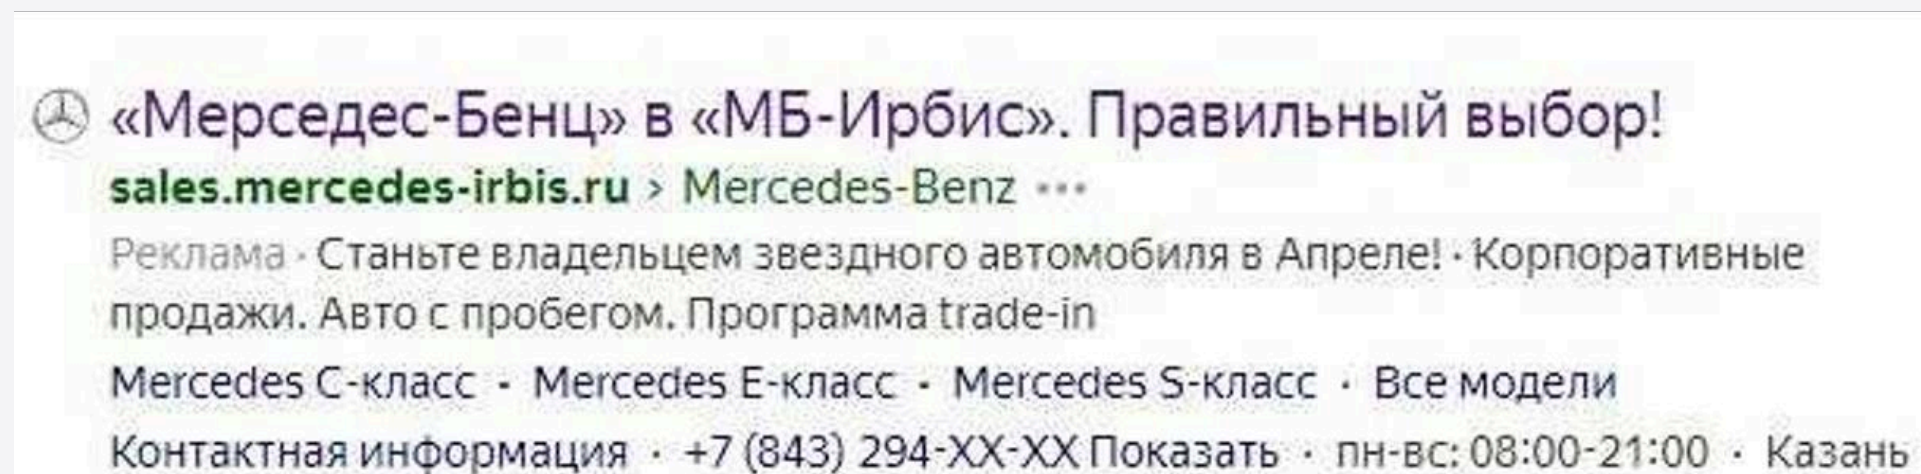 «Мерседес-Бенц» в «МБ-Ирбис». Правильный выбор!
sales.mercedes-irbis.ru › Mercedes-Benz •••
Реклама · Станьте владельцем звездного автомобиля в Апреле! · Корпоративные
продажи. Авто с пробегом. Программа trade-in
Mercedes C-класс · Mercedes E-класс · Mercedes S-класс · Все модели
Контактная информация · +7 (843) 294-XX-XX Показать · пн-вс: 08:00-21:00 · Казань